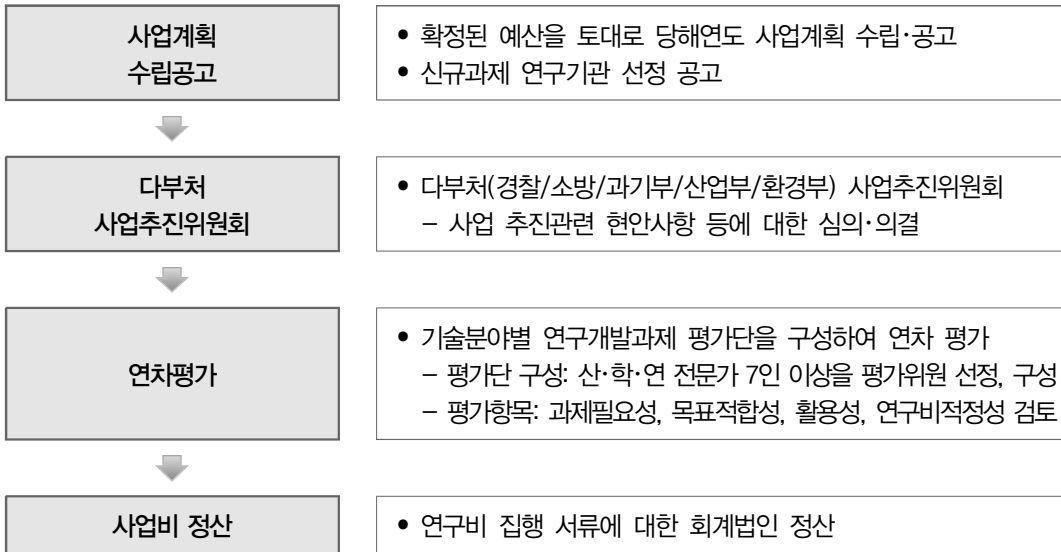 사업계획
수립공고
• 확정된 예산을 토대로 당해연도 사업계획 수립·공고
• 신규과제 연구기관 선정 공고
다부처
사업추진위원회
• 다부처(경찰/소방/과기부/산업부/환경부) 사업추진위원회
– 사업 추진관련 현안사항 등에 대한 심의·의결
연차평가
• 기술분야별 연구개발과제 평가단을 구성하여 연차 평가
– 평가단 구성: 산·학·연 전문가 7인 이상을 평가위원 선정, 구성
– 평가항목: 과제필요성, 목표적합성, 활용성, 연구비적정성 검토
사업비 정산
• 연구비 집행 서류에 대한 회계법인 정산